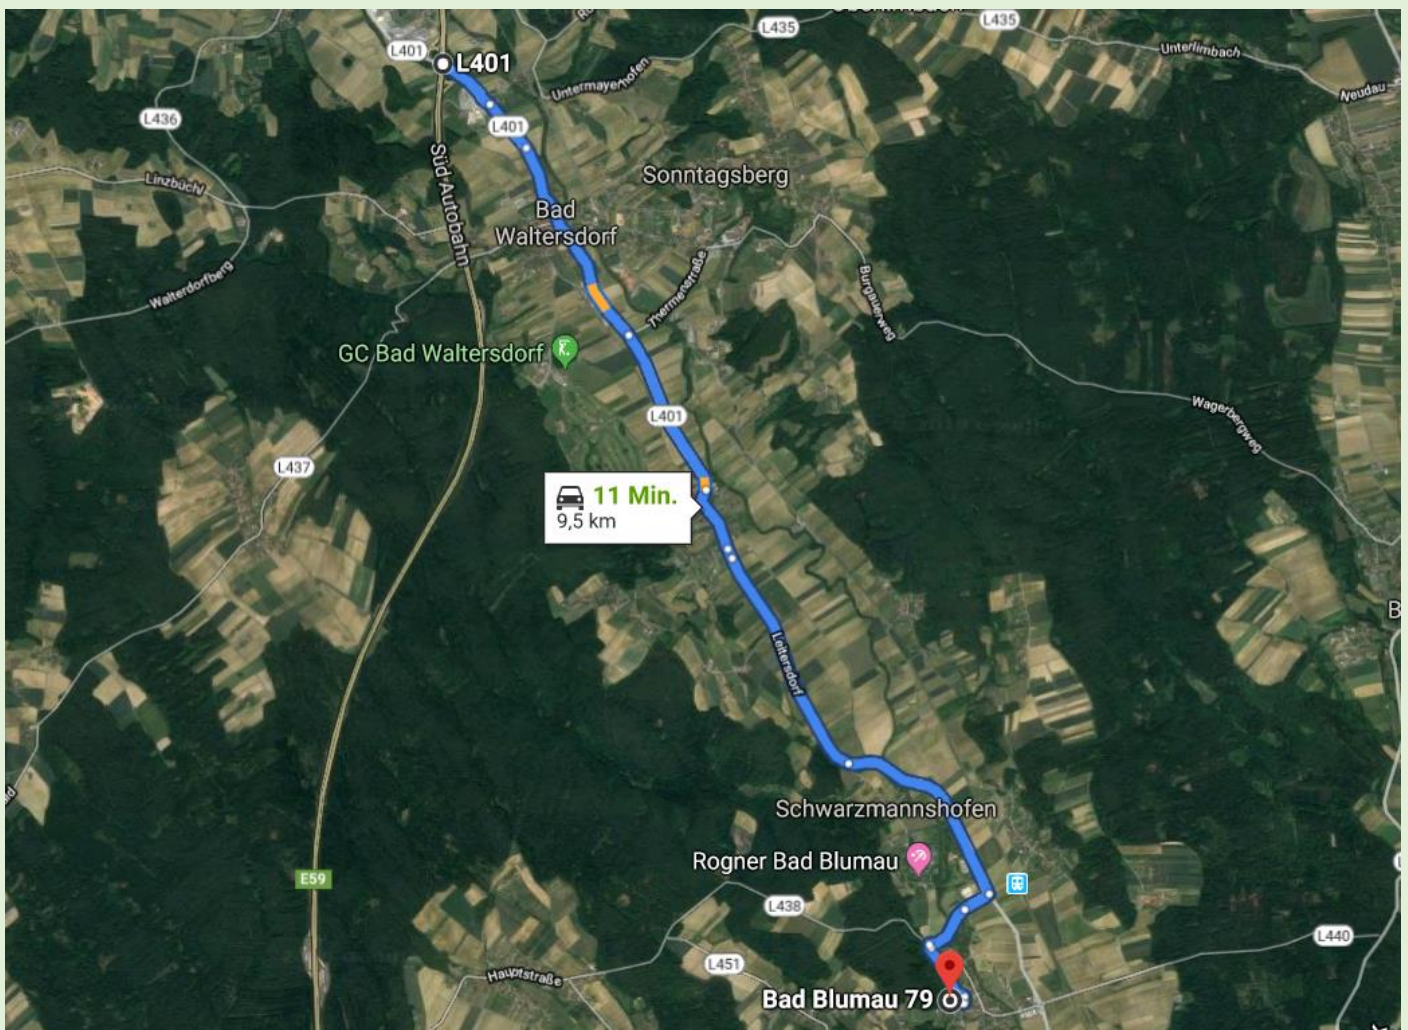 L435
L435
L401
L401
Unterlimbach
Untermayerhofen
Neudau
L436
L401
Süd-Autobahn
Linzbüchl
Sonntagsberg
Bad
Waltersdorf
Walterdorfberg
Thermenstraße
Burgauerweg
GC Bad Waltersdorf
L401
Wagerbergweg
L437
11 Min.
9,5 km
B
Leitersdorf
Schwarzmannshofen
Rogner Bad Blumau
E59
L438
L440
L451
Hauptstraße
Bad Blumau 79